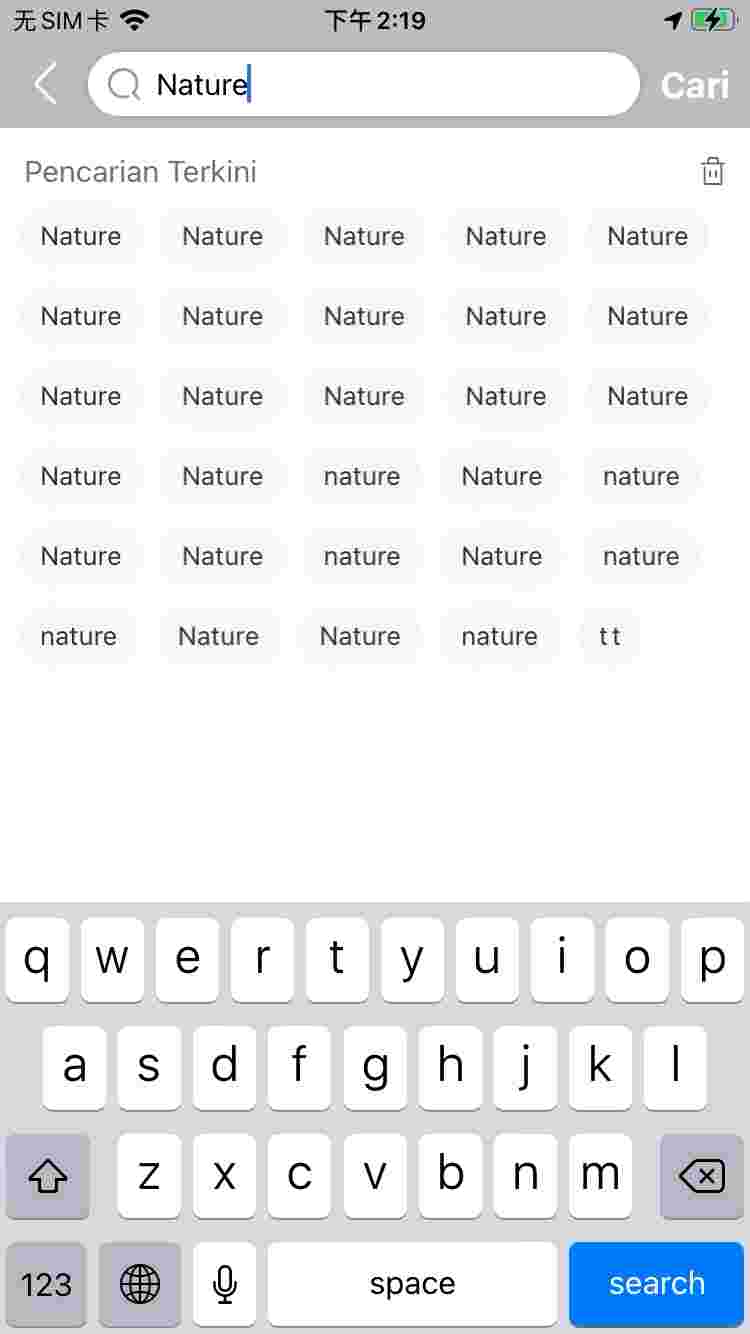 无SIM卡 下午2:19
Nature Cari
Pencarian Terkini
Nature Nature Nature Nature Nature
Nature Nature Nature Nature Nature
Nature Nature Nature Nature Nature
Nature Nature nature Nature nature
Nature Nature nature Nature nature
nature Nature Nature nature tt
q w e r t y u i o p
a s d f g h j k l
z x c v b n m
123 space search